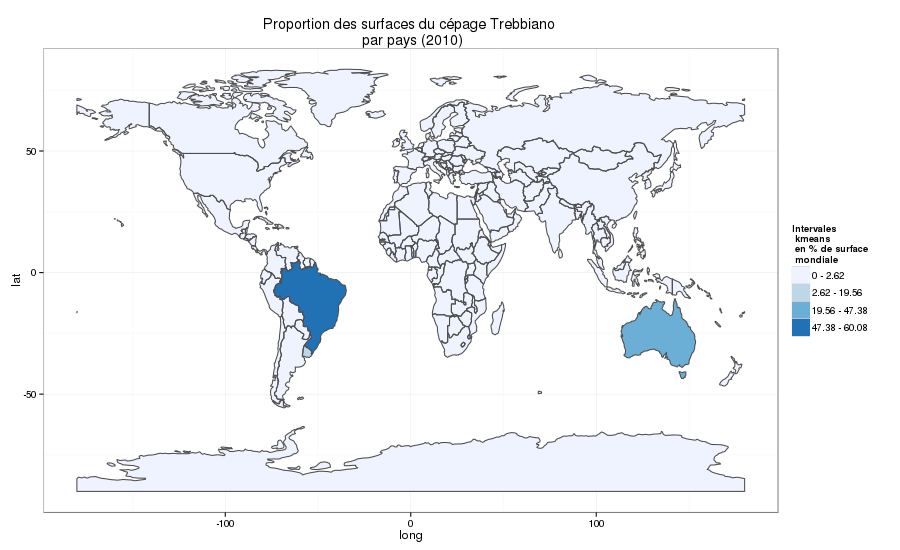 Proportion des surfaces du cépage Trebbiano
par pays (2010)
50
0
-50
lat
-100
0
100
long
Intervales
kmeans
en % de surface
mondiale
0 - 2.62
2.62 - 19.56
19.56 - 47.38
47.38 - 60.08